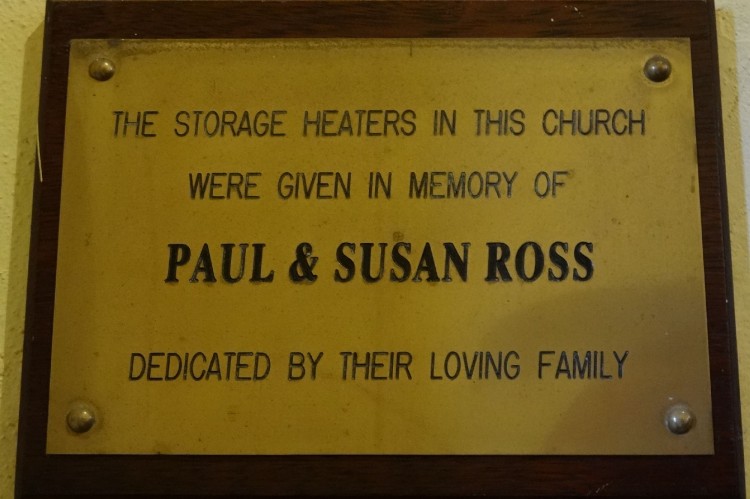 THE STORAGE HEATERS IN THIS CHURCH
WERE GIVEN IN MEMORY OF
PAUL & SUSAN ROSS
DEDICATED BY THEIR LOVING FAMILY